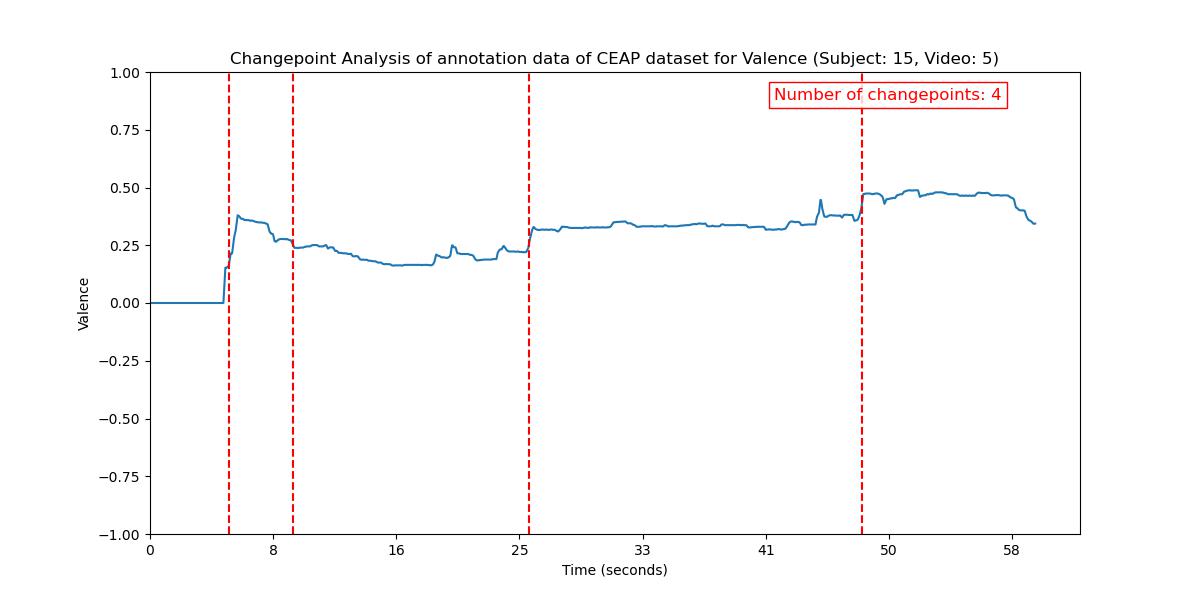 Changepoint Analysis of annotation data of CEAP dataset for Valence (Subject: 15, Video: 5)
Number of changepoints: 4
1.00
0.75
0.50
0.25
0.00
−0.25
−0.50
−0.75
−1.00
Valence
0 8 16 25 33 41 50 58
Time (seconds)